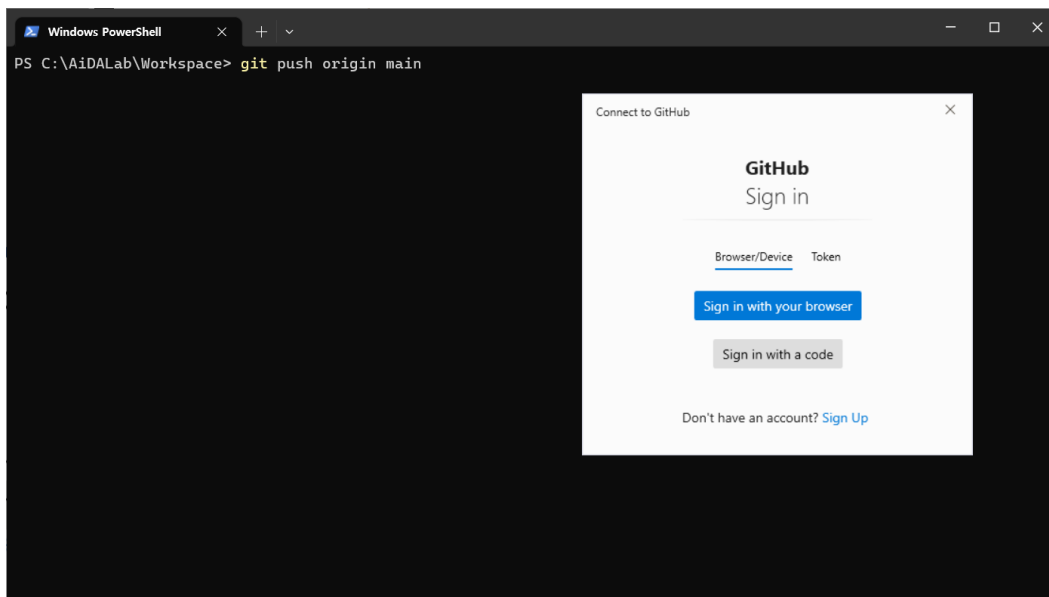 Windows PowerShell
PS C:\AiDALab\Workspace> git push origin main
Connect to GitHub
GitHub
Sign in
Browser/Device Token
Sign in with your browser
Sign in with a code
Don't have an account? Sign Up